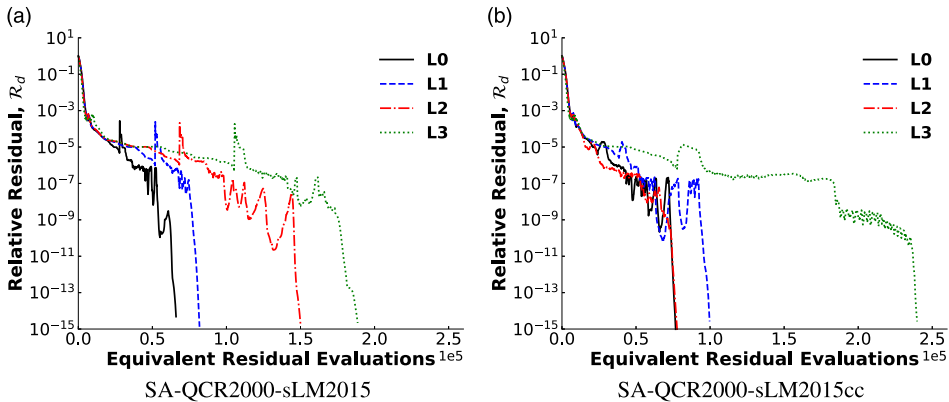 (a)
Relative Residual, R_d
10^1
10^-1
10^-3
10^-5
10^-7
10^-9
10^-11
10^-13
10^-15
L0
L1
L2
L3
0.0 0.5 1.0 1.5 2.0 2.5
1e5
Equivalent Residual Evaluations
SA-QCR2000-sLM2015
(b)
Relative Residual, R_d
10^1
10^-1
10^-3
10^-5
10^-7
10^-9
10^-11
10^-13
10^-15
L0
L1
L2
L3
0.0 0.5 1.0 1.5 2.0 2.5
1e5
Equivalent Residual Evaluations
SA-QCR2000-sLM2015cc